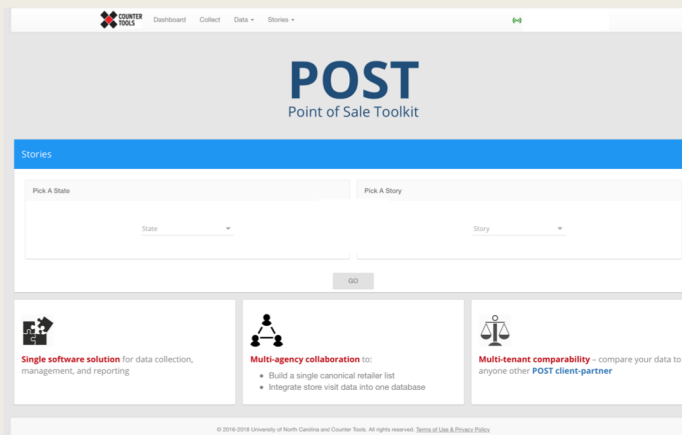 COUNTER
TOOLS
Dashboard Collect Data Stories
POST
Point of Sale Toolkit
Stories
Pick A State Pick A Story
State Story
GO
Single software solution for data collection,
management, and reporting
Multi-agency collaboration to:
• Build a single canonical retailer list
• Integrate store visit data into one database
Multi-tenant comparability – compare your data to
anyone other POST client-partner
© 2016-2018 University of North Carolina and Counter Tools. All rights reserved. Terms of Use & Privacy Policy